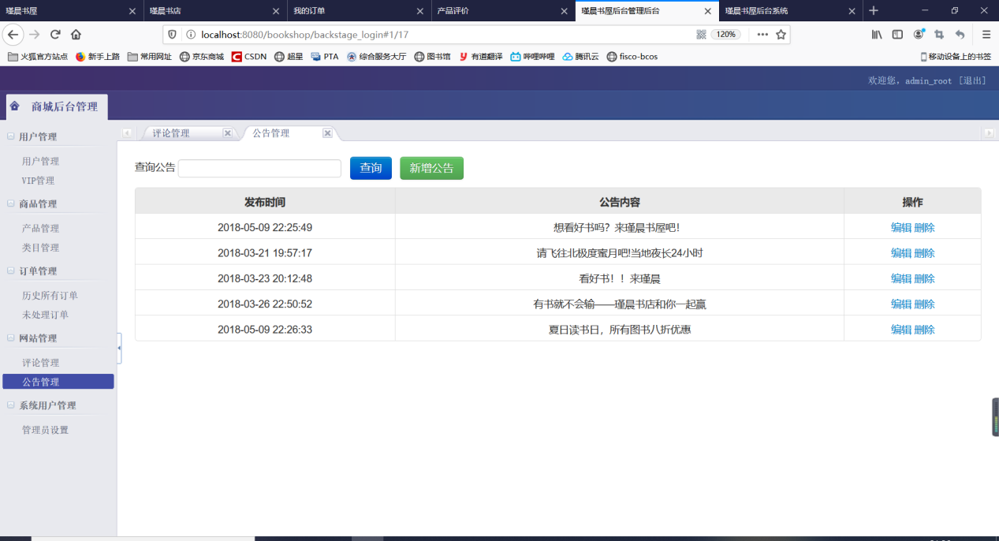 瑾晨书屋 瑾晨书店 我的订单 产品评价 瑾晨书屋后台管理后台 瑾晨书屋后台系统
localhost:8080/bookshop/backstage_login#1/17 120%
火狐官方站点 新手上路 常用网址 京东商城 CSDN 超星 PTA 综合服务大厅 图书馆 有道翻译 哔哩哔哩 腾讯云 fisco-bcos 移动设备上的书签
欢迎您，admin_root [退出]
商城后台管理
评论管理 公告管理
用户管理
用户管理
VIP管理
商品管理
产品管理
类目管理
订单管理
历史所有订单
未处理订单
网站管理
评论管理
公告管理
系统用户管理
管理员设置
查询公告 查询 新增公告
发布时间 公告内容 操作
2018-05-09 22:25:49 想看好书吗？来瑾晨书屋吧！ 编辑 删除
2018-03-21 19:57:17 请飞往北极度蜜月吧!当地夜长24小时 编辑 删除
2018-03-23 20:12:48 看好书！！来瑾晨 编辑 删除
2018-03-26 22:50:52 有书就不会输——瑾晨书店和你一起赢 编辑 删除
2018-05-09 22:26:33 夏日读书日，所有图书八折优惠 编辑 删除